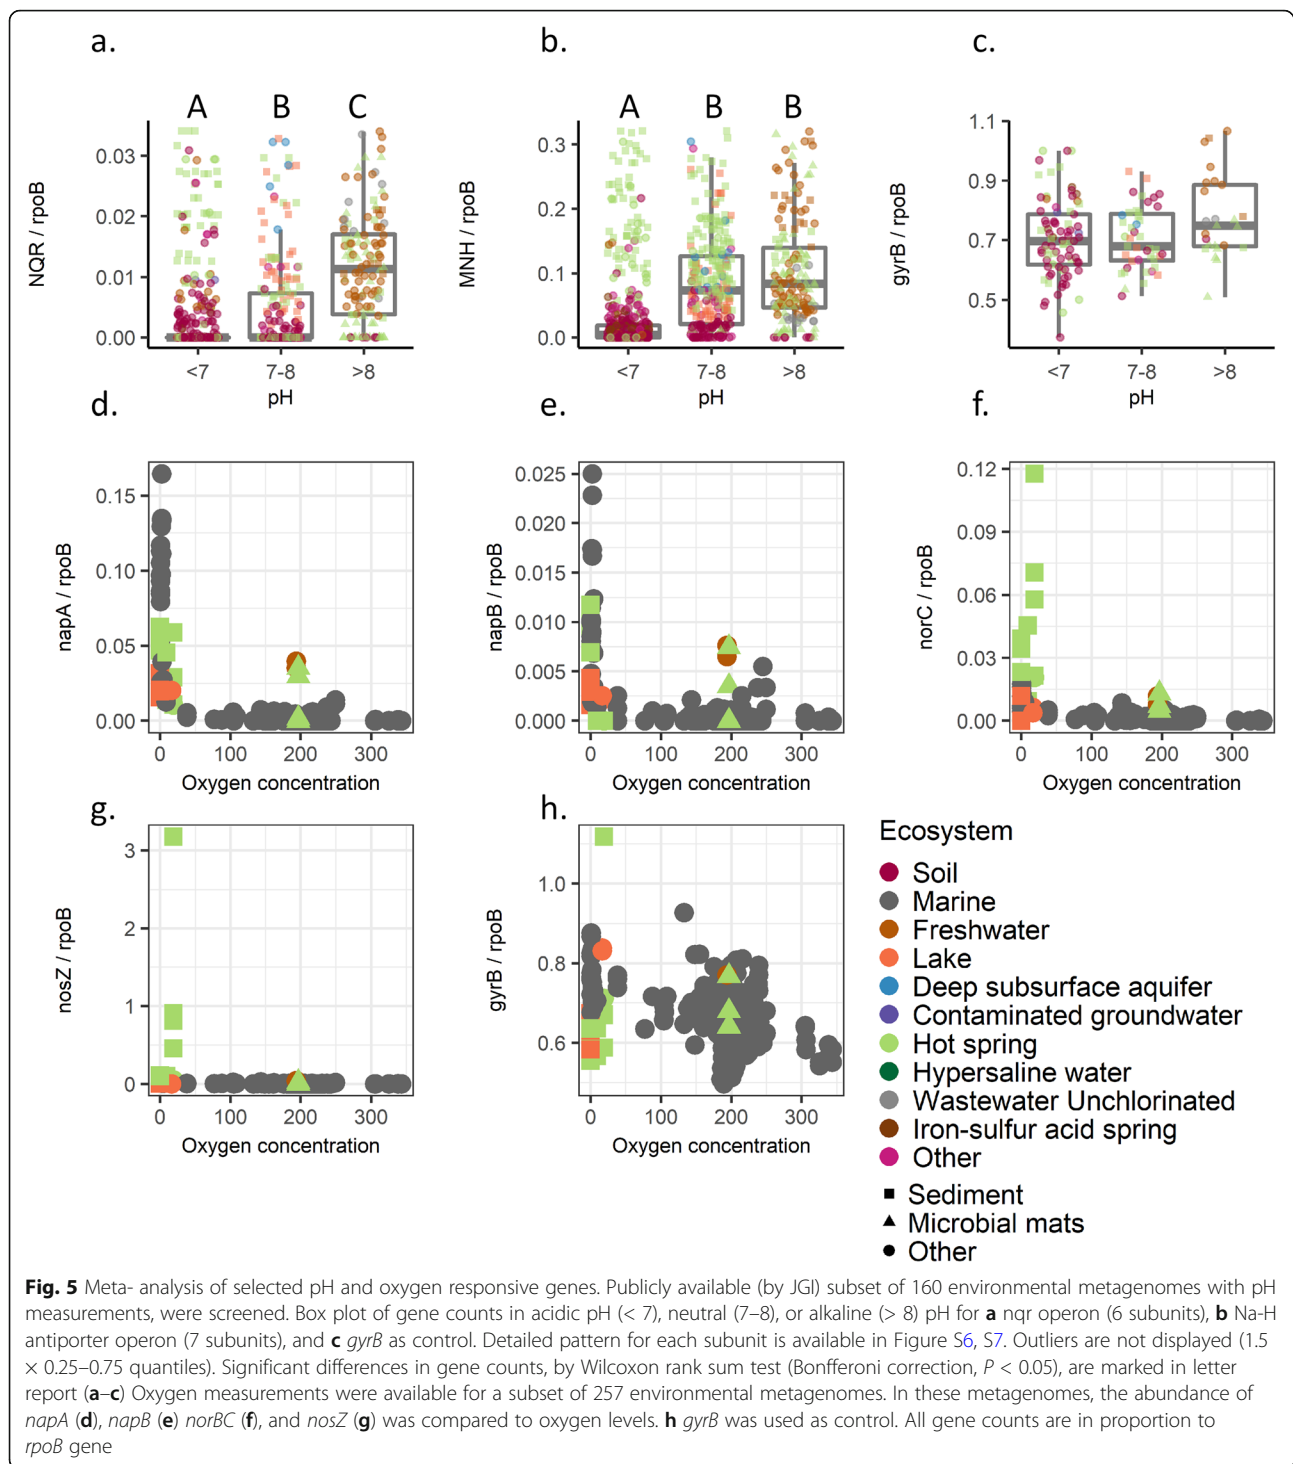 a.
b.
c.
A B C
A B B
NQR / rpoB
0.03
0.02
0.01
0.00
<7 7-8 >8
pH
MNH / rpoB
0.3
0.2
0.1
0.0
<7 7-8 >8
pH
gyrB / rpoB
1.1
0.9
0.7
0.5
<7 7-8 >8
pH
d.
e.
f.
napA / rpoB
0.15
0.10
0.05
0.00
0 100 200 300
Oxygen concentration
napB / rpoB
0.025
0.020
0.015
0.010
0.005
0.000
0 100 200 300
Oxygen concentration
norC / rpoB
0.12
0.09
0.06
0.03
0.00
0 100 200 300
Oxygen concentration
g.
h.
nosZ / rpoB
3
2
1
0
0 100 200 300
Oxygen concentration
gyrB / rpoB
1.0
0.8
0.6
0 100 200 300
Oxygen concentration
Ecosystem
Soil
Marine
Freshwater
Lake
Deep subsurface aquifer
Contaminated groundwater
Hot spring
Hypersaline water
Wastewater Unchlorinated
Iron-sulfur acid spring
Other
Sediment
Microbial mats
Other
Fig. 5 Meta- analysis of selected pH and oxygen responsive genes. Publicly available (by JGI) subset of 160 environmental metagenomes with pH
measurements, were screened. Box plot of gene counts in acidic pH (< 7), neutral (7–8), or alkaline (> 8) pH for a nqr operon (6 subunits), b Na-H
antiporter operon (7 subunits), and c gyrB as control. Detailed pattern for each subunit is available in Figure S6, S7. Outliers are not displayed (1.5
× 0.25–0.75 quantiles). Significant differences in gene counts, by Wilcoxon rank sum test (Bonfferoni correction, P < 0.05), are marked in letter
report (a–c) Oxygen measurements were available for a subset of 257 environmental metagenomes. In these metagenomes, the abundance of
napA (d), napB (e) norBC (f), and nosZ (g) was compared to oxygen levels. h gyrB was used as control. All gene counts are in proportion to
rpoB gene